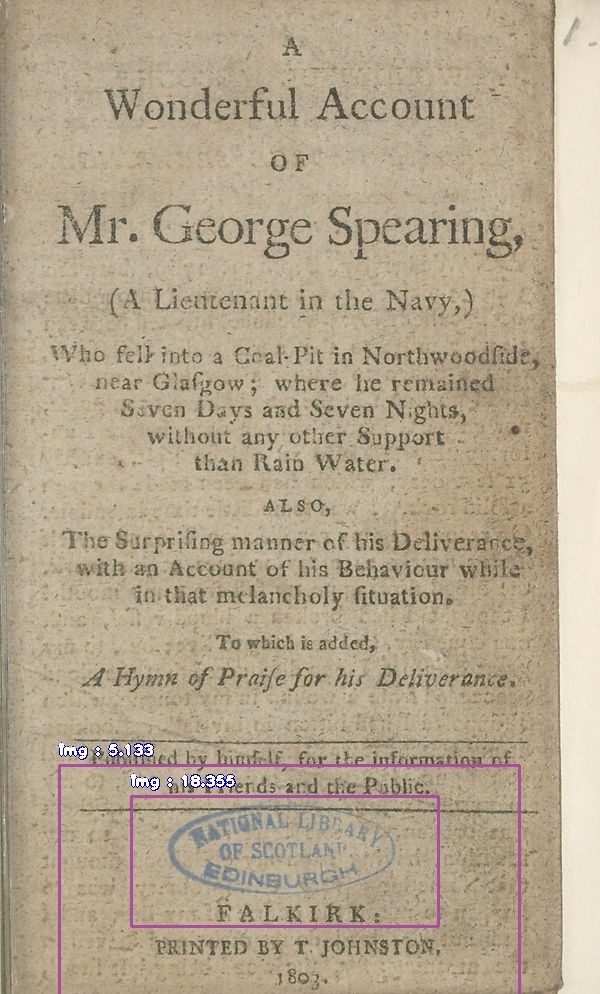 1.
A
Wonderful Account
OF
Mr. George Spearing,
(A Lieutenant in the Navy,)
Who fell into a Coal-Pit in Northwoodſide,
near Glaſgow; where he remained
Seven Days and Seven Nights,
without any other Support
than Rain Water.
ALSO,
The Surpriſing manner of his Deliverance,
with an Account of his Behaviour while
in that melancholy ſituation.
To which is added,
A Hymn of Praiſe for his Deliverance.
Img : 5.133
Publiſhed by himſelf, for the information of
Img : 18.355
his Friends and the Public.
NATIONAL LIBRARY
OF SCOTLAND
EDINBURGH
FALKIRK:
PRINTED BY T. JOHNSTON,
1803.